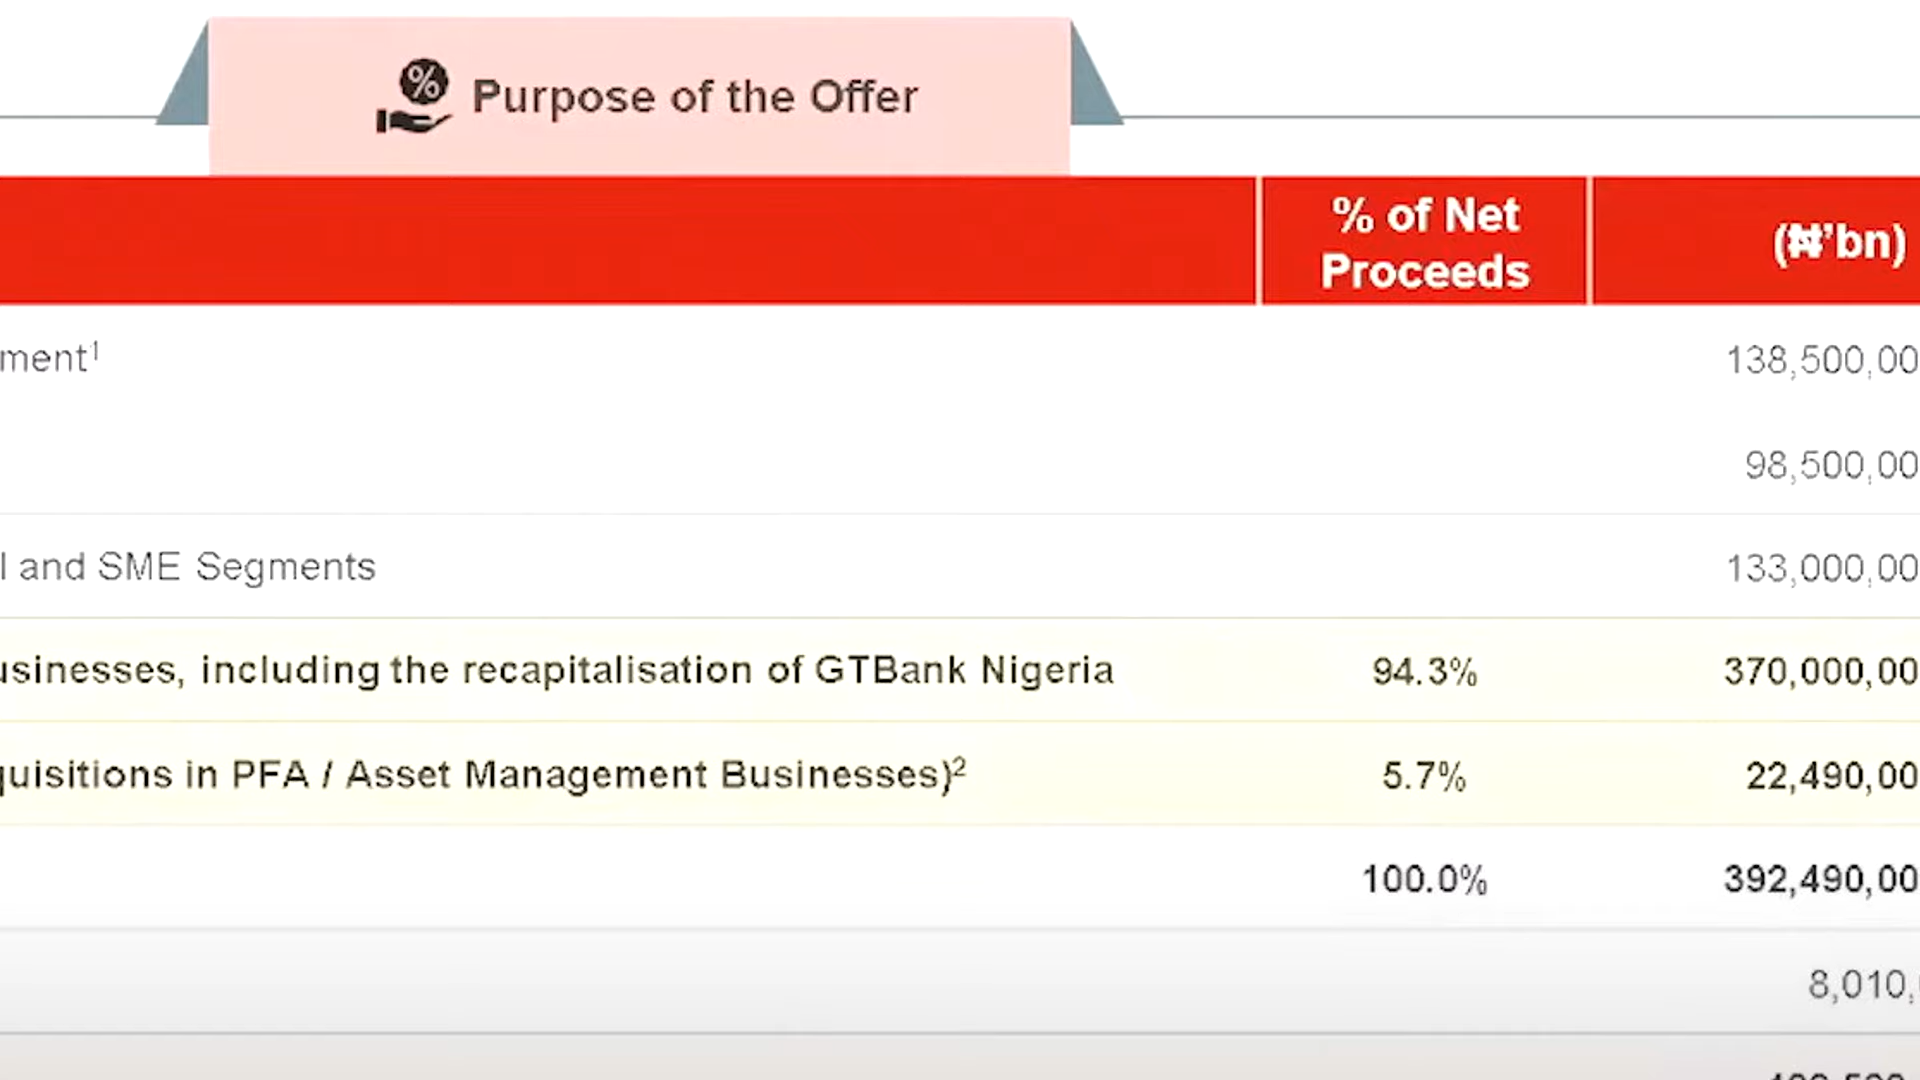 % Purpose of the Offer
% of Net Proceeds (₦'bn)
ment¹ 138,500,00
98,500,00
l and SME Segments 133,000,00
usinesses, including the recapitalisation of GTBank Nigeria 94.3% 370,000,00
quisitions in PFA / Asset Management Businesses)² 5.7% 22,490,00
100.0% 392,490,00
8,010,